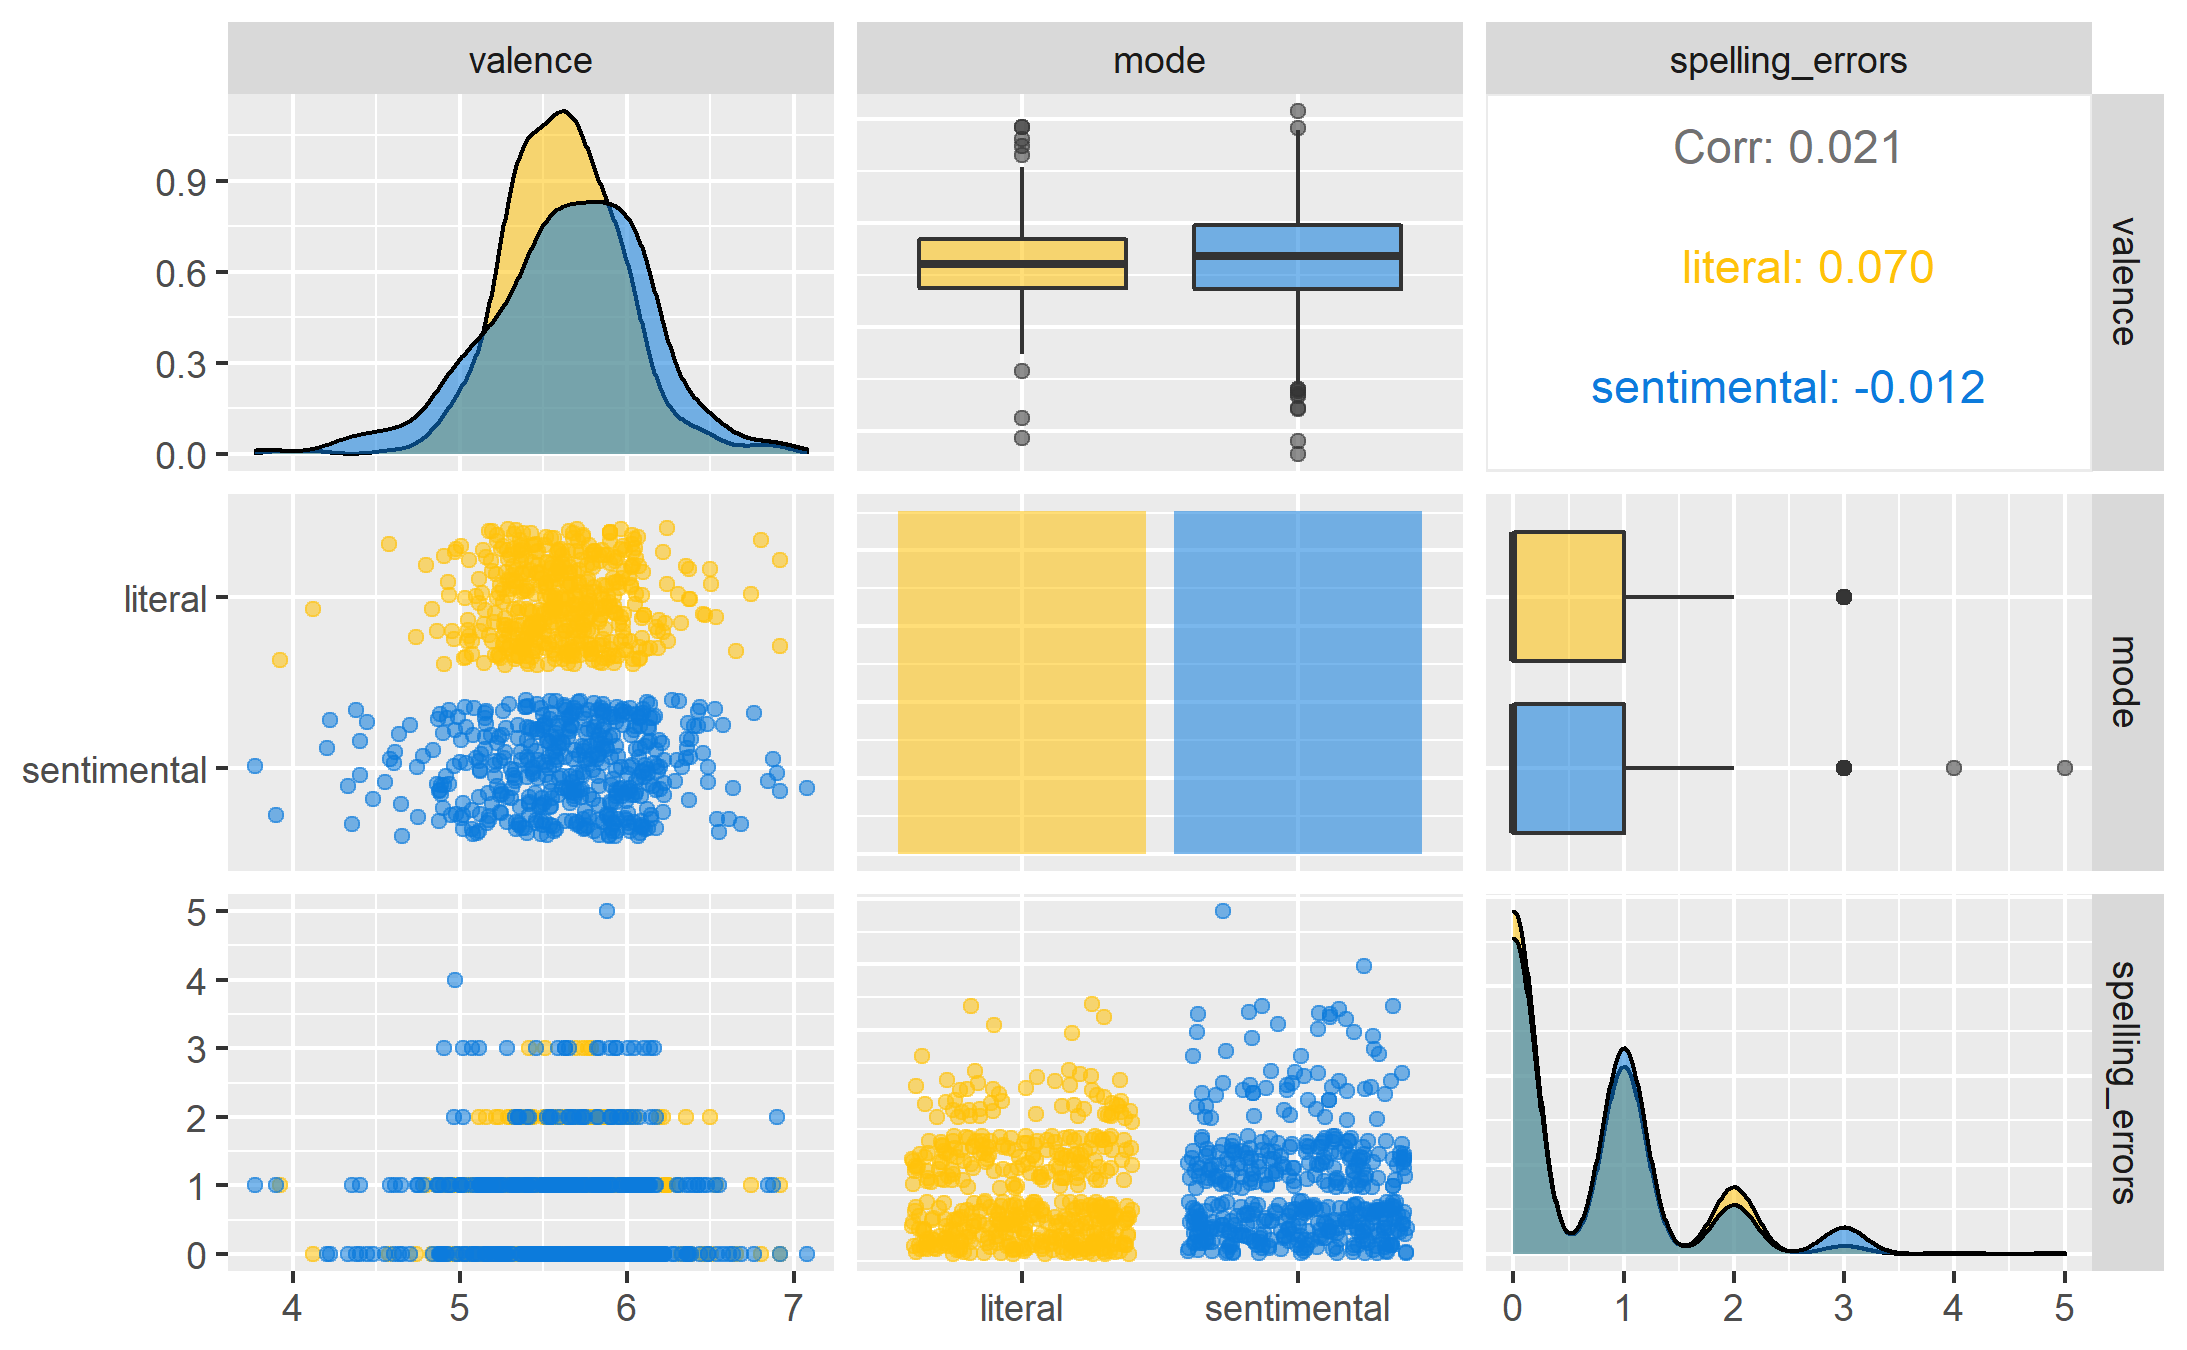 valence mode spelling_errors
0.9
0.6
0.3
0.0
Corr: 0.021
literal: 0.070
sentimental: -0.012
valence
literal
sentimental
mode
5
4
3
2
1
0
spelling_errors
4 5 6 7 literal sentimental 0 1 2 3 4 5